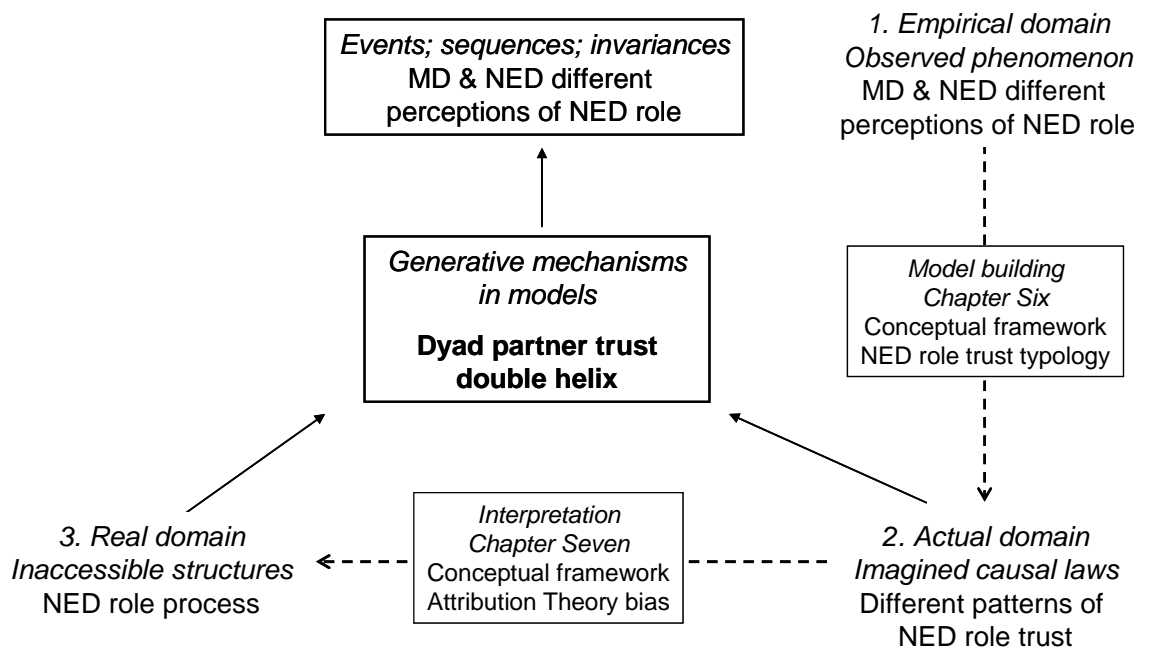 Events; sequences; invariances
MD & NED different
perceptions of NED role
1. Empirical domain
Observed phenomenon
MD & NED different
perceptions of NED role
Generative mechanisms
in models
Dyad partner trust
double helix
Model building
Chapter Six
Conceptual framework
NED role trust typology
3. Real domain
Inaccessible structures
NED role process
Interpretation
Chapter Seven
Conceptual framework
Attribution Theory bias
2. Actual domain
Imagined causal laws
Different patterns of
NED role trust